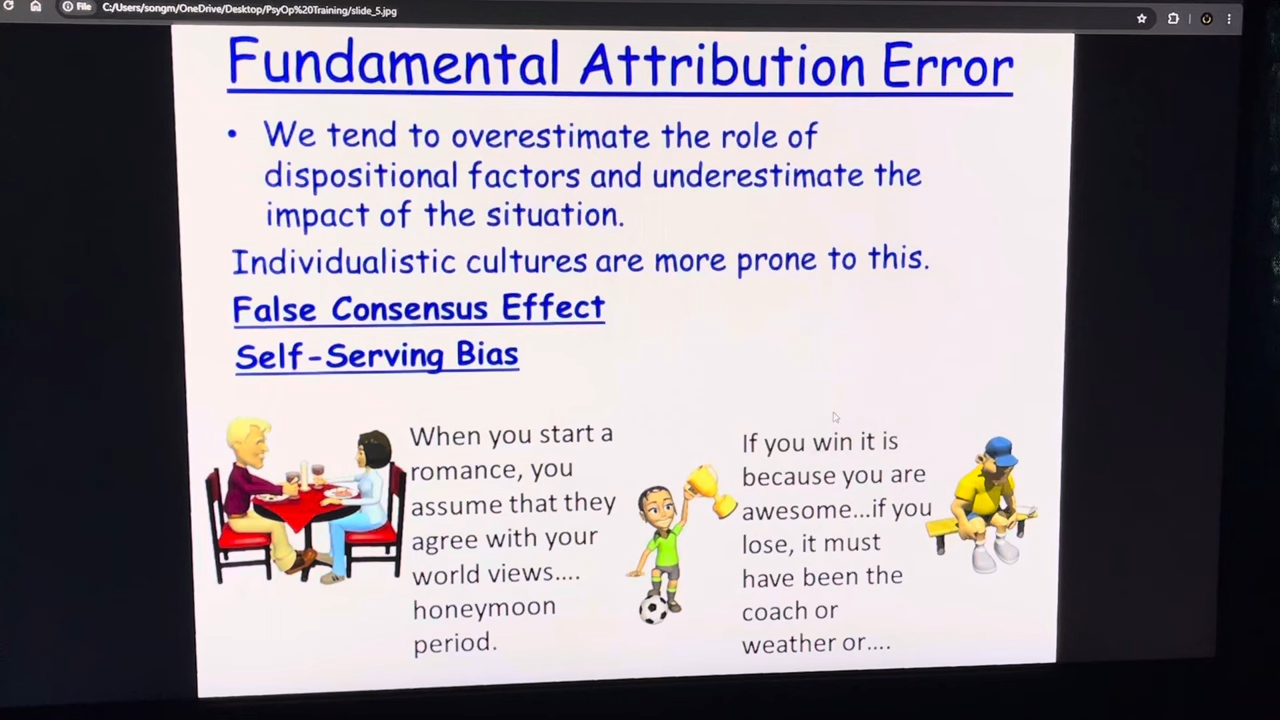 File
C:/Users/songm/OneDrive/Desktop/PsyOp%20Training/slide_5.jpg
Fundamental Attribution Error
• We tend to overestimate the role of
dispositional factors and underestimate the
impact of the situation.
Individualistic cultures are more prone to this.
False Consensus Effect
Self-Serving Bias
When you start a
romance, you
assume that they
agree with your
world views....
honeymoon
period.
If you win it is
because you are
awesome...if you
lose, it must
have been the
coach or
weather or....